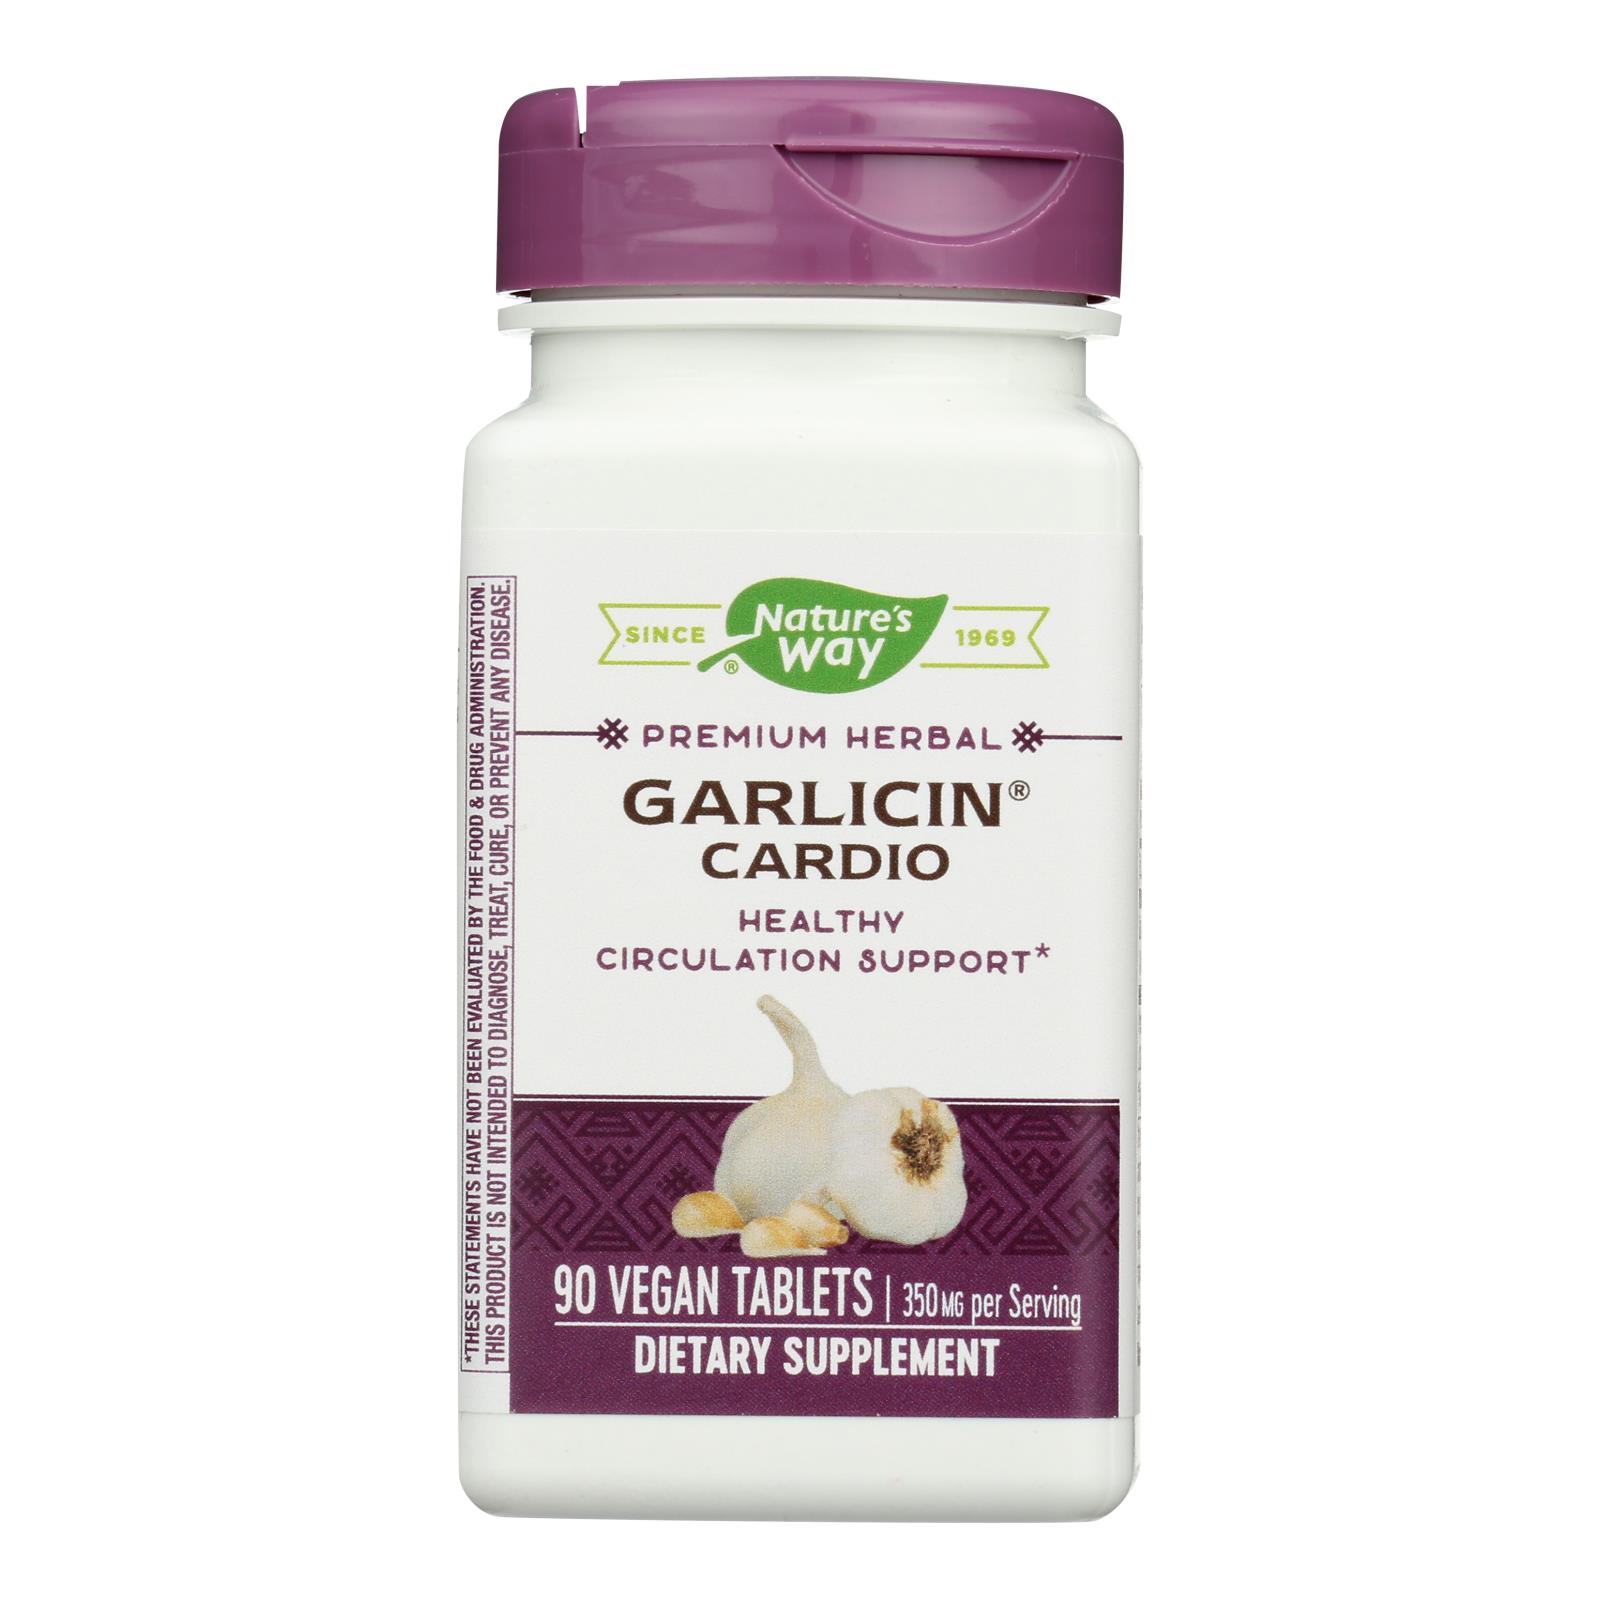 SINCE
Nature's
Way®
1969
PREMIUM HERBAL
GARLICIN®
CARDIO
HEALTHY
CIRCULATION SUPPORT*
90 VEGAN TABLETS | 350 MG per Serving
DIETARY SUPPLEMENT
*THESE STATEMENTS HAVE NOT BEEN EVALUATED BY THE FOOD & DRUG ADMINISTRATION.
THIS PRODUCT IS NOT INTENDED TO DIAGNOSE, TREAT, CURE, OR PREVENT ANY DISEASE.